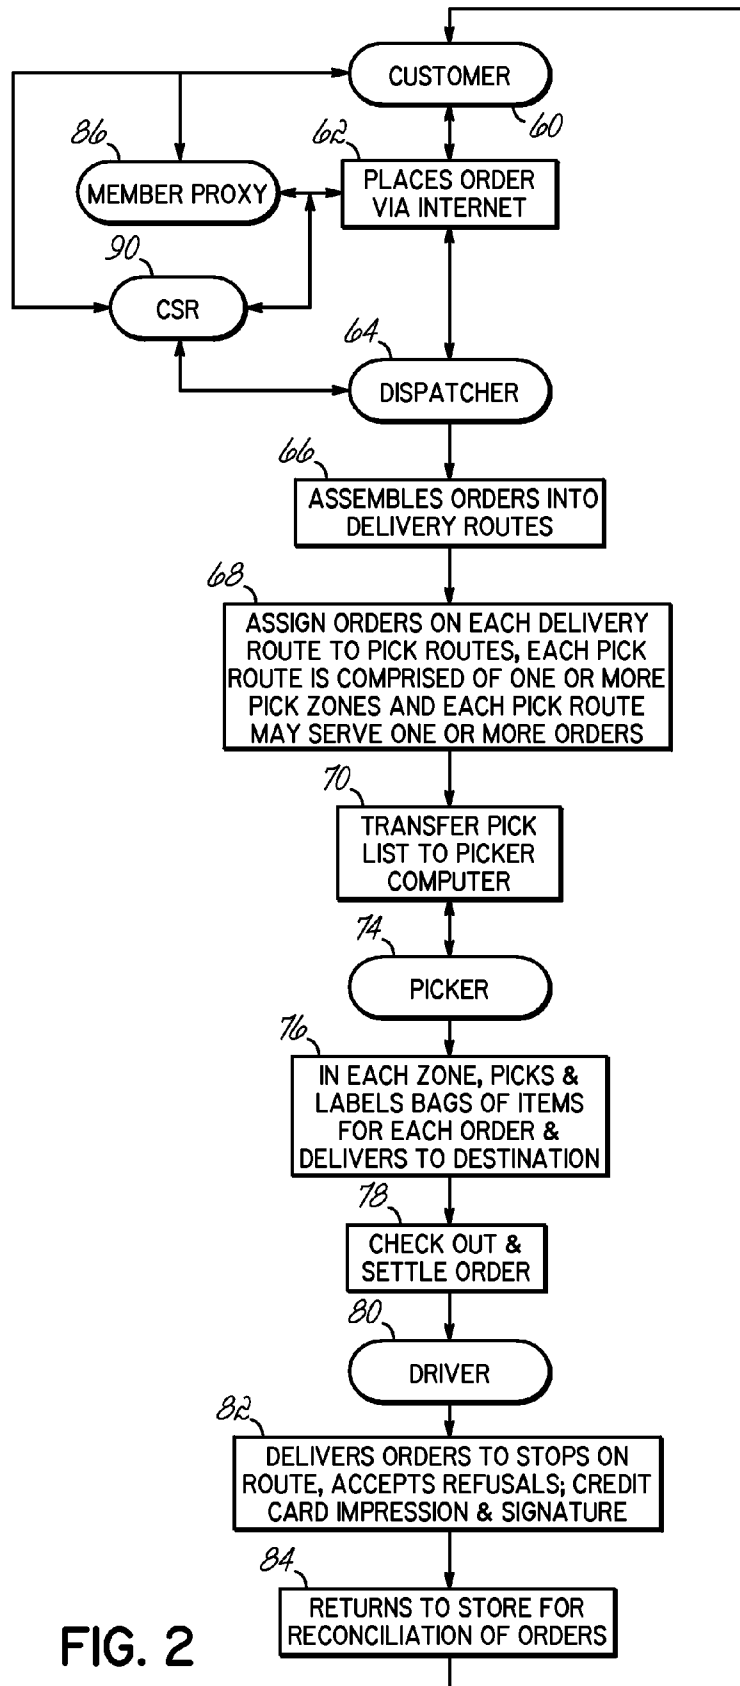 CUSTOMER
60
86
62
MEMBER PROXY
PLACES ORDER
VIA INTERNET
90
CSR
64
DISPATCHER
66
ASSEMBLES ORDERS INTO
DELIVERY ROUTES
68
ASSIGN ORDERS ON EACH DELIVERY
ROUTE TO PICK ROUTES, EACH PICK
ROUTE IS COMPRISED OF ONE OR MORE
PICK ZONES AND EACH PICK ROUTE
MAY SERVE ONE OR MORE ORDERS
70
TRANSFER PICK
LIST TO PICKER
COMPUTER
74
PICKER
76
IN EACH ZONE, PICKS &
LABELS BAGS OF ITEMS
FOR EACH ORDER &
DELIVERS TO DESTINATION
78
CHECK OUT &
SETTLE ORDER
80
DRIVER
82
DELIVERS ORDERS TO STOPS ON
ROUTE, ACCEPTS REFUSALS; CREDIT
CARD IMPRESSION & SIGNATURE
84
RETURNS TO STORE FOR
RECONCILIATION OF ORDERS
FIG. 2